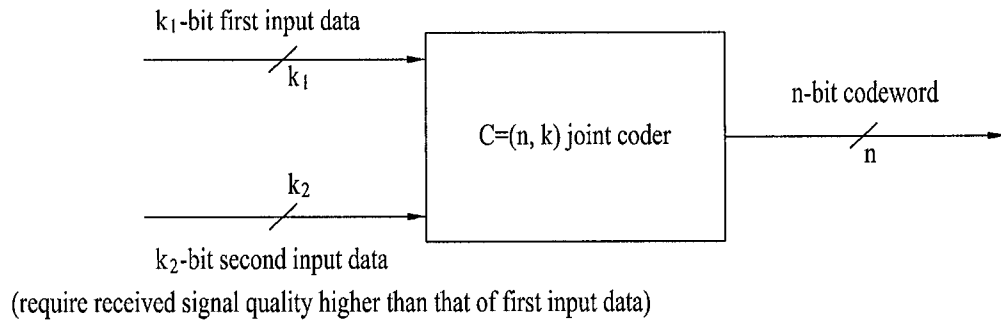 k₁-bit first input data
k₁
C=(n, k) joint coder
n-bit codeword
n
k₂
k₂-bit second input data
(require received signal quality higher than that of first input data)